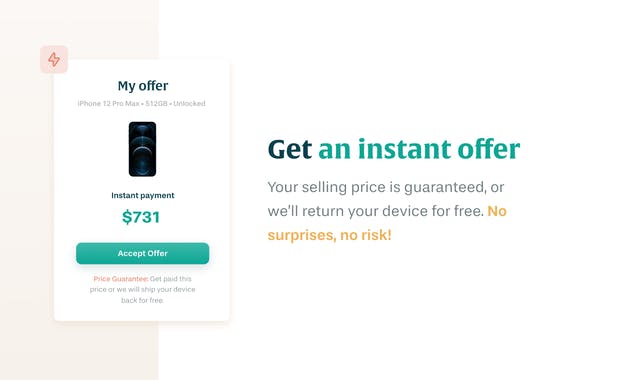 My offer
iPhone 12 Pro Max • 512GB • Unlocked
Instant payment
$731
Accept Offer
Price Guarantee: Get paid this
price or we will ship your device
back for free.
Get an instant offer
Your selling price is guaranteed, or
we'll return your device for free. No
surprises, no risk!